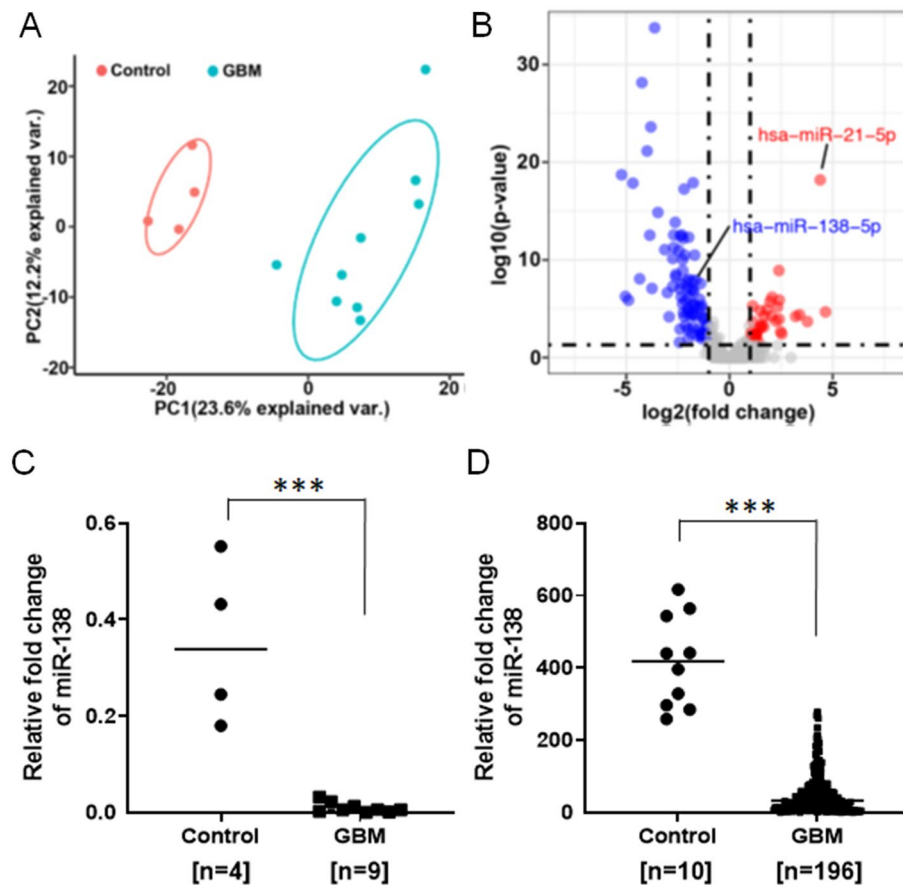 A
Control GBM
PC2(12.2% explained var.)
20
10
0
-10
-20
-20 0 20
PC1(23.6% explained var.)
B
log10(p-value)
30
20
10
0
hsa-miR-21-5p
hsa-miR-138-5p
-5 0 5
log2(fold change)
C
***
Relative fold change
of miR-138
0.6
0.4
0.2
0.0
Control GBM
[n=4] [n=9]
D
***
Relative fold change
of miR-138
800
600
400
200
0
Control GBM
[n=10] [n=196]